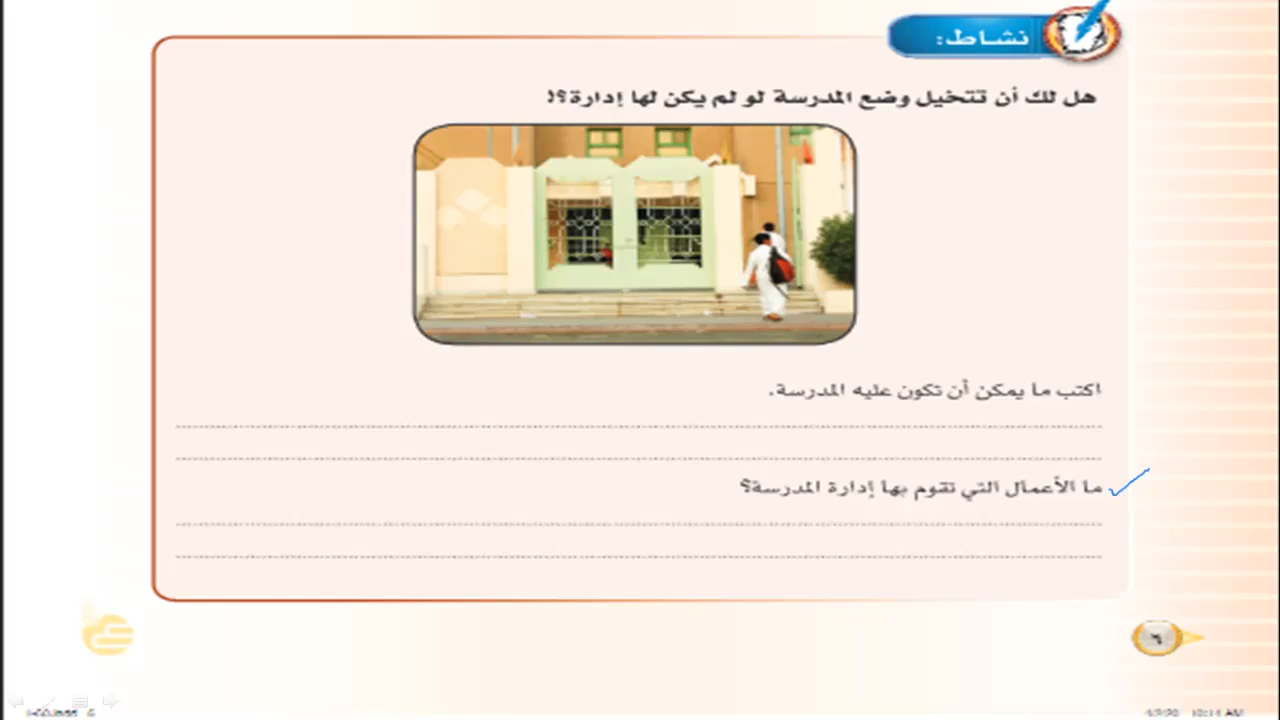 نشاط:
هل لك أن تتخيل وضع المدرسة لو لم يكن لها إدارة؟!
اكتب ما يمكن أن تكون عليه المدرسة.
ما الأعمال التي تقوم بها إدارة المدرسة؟